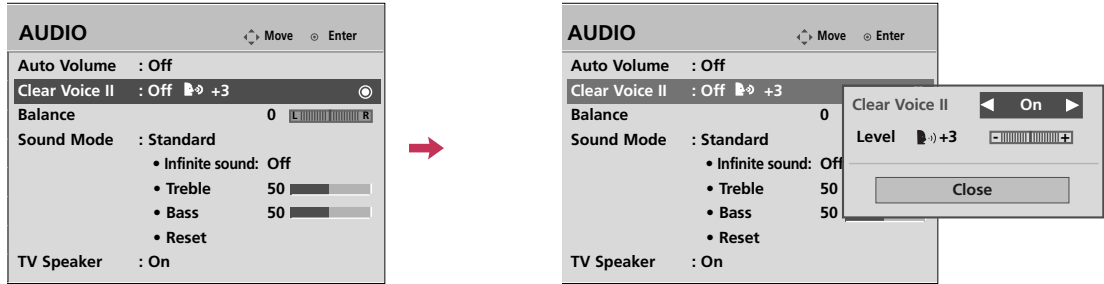 AUDIO Move Enter
Auto Volume : Off
Clear Voice II : Off +3
Balance 0 L R
Sound Mode : Standard
• Infinite sound: Off
• Treble 50
• Bass 50
• Reset
TV Speaker : On
AUDIO Move Enter
Auto Volume : Off
Clear Voice II : Off +3
Balance 0
Sound Mode : Standard
• Infinite sound: Off
• Treble 50
• Bass 50
• Reset
TV Speaker : On
Clear Voice II ◀ On ▶
Level +3 - +
Close